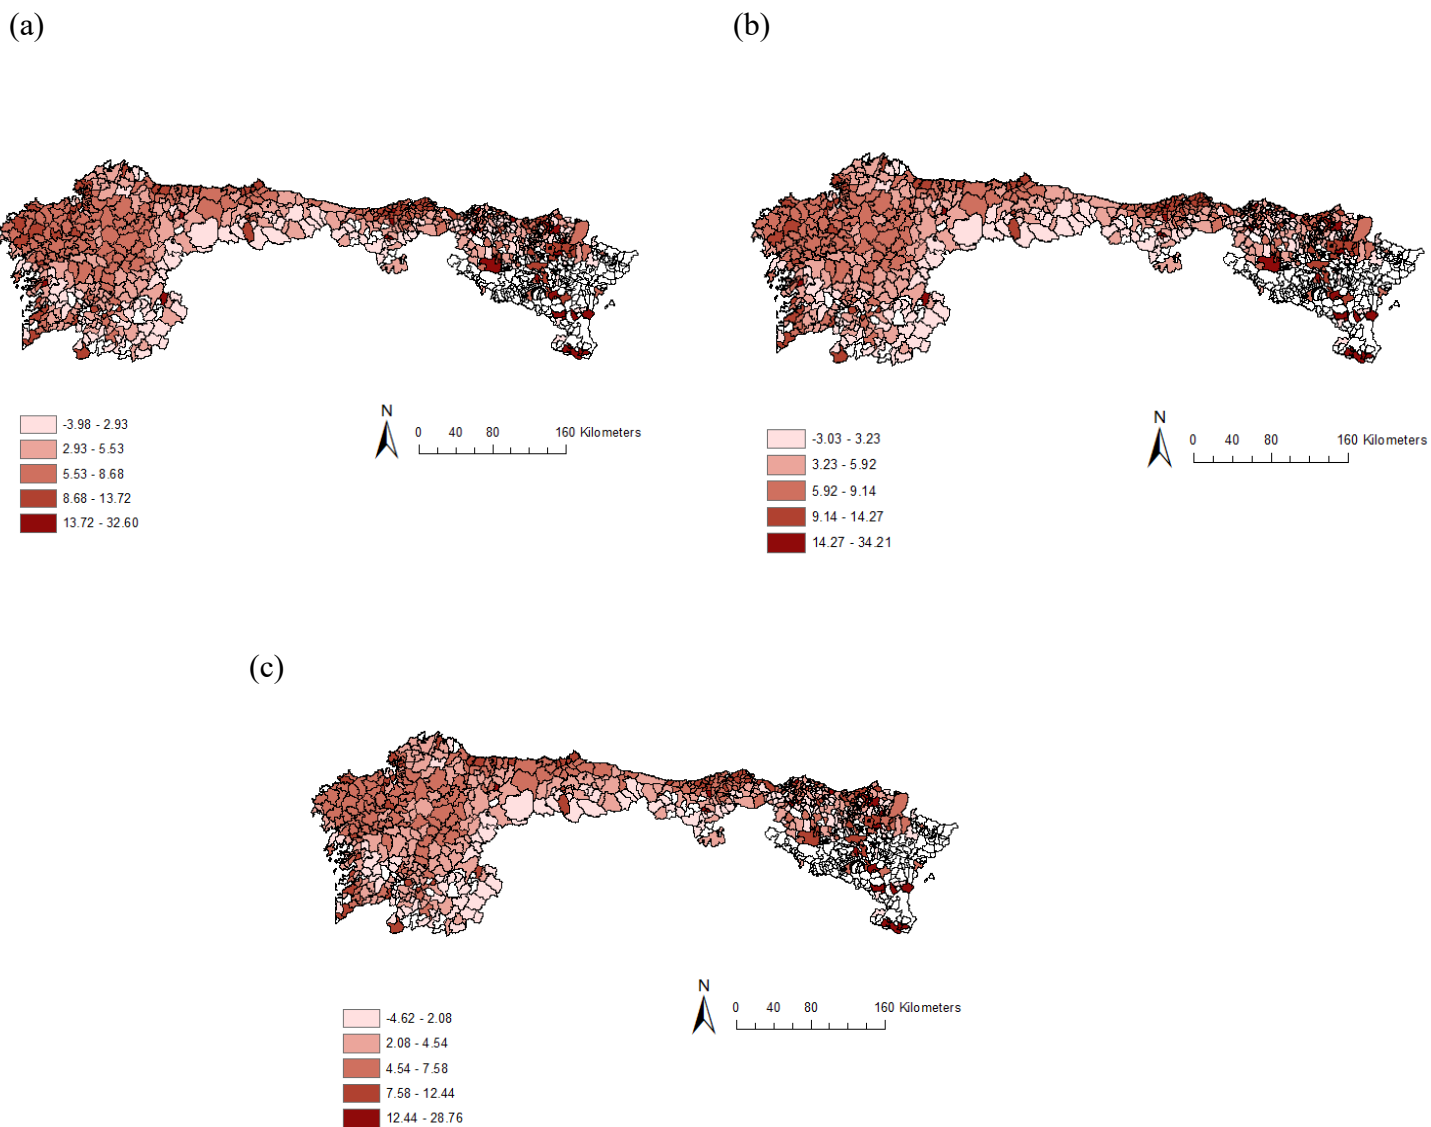 (a)
(b)
-3.98 - 2.93
2.93 - 5.53
5.53 - 8.68
8.68 - 13.72
13.72 - 32.60
N
0 40 80 160 Kilometers
-3.03 - 3.23
3.23 - 5.92
5.92 - 9.14
9.14 - 14.27
14.27 - 34.21
N
0 40 80 160 Kilometers
(c)
-4.62 - 2.08
2.08 - 4.54
4.54 - 7.58
7.58 - 12.44
12.44 - 28.76
N
0 40 80 160 Kilometers